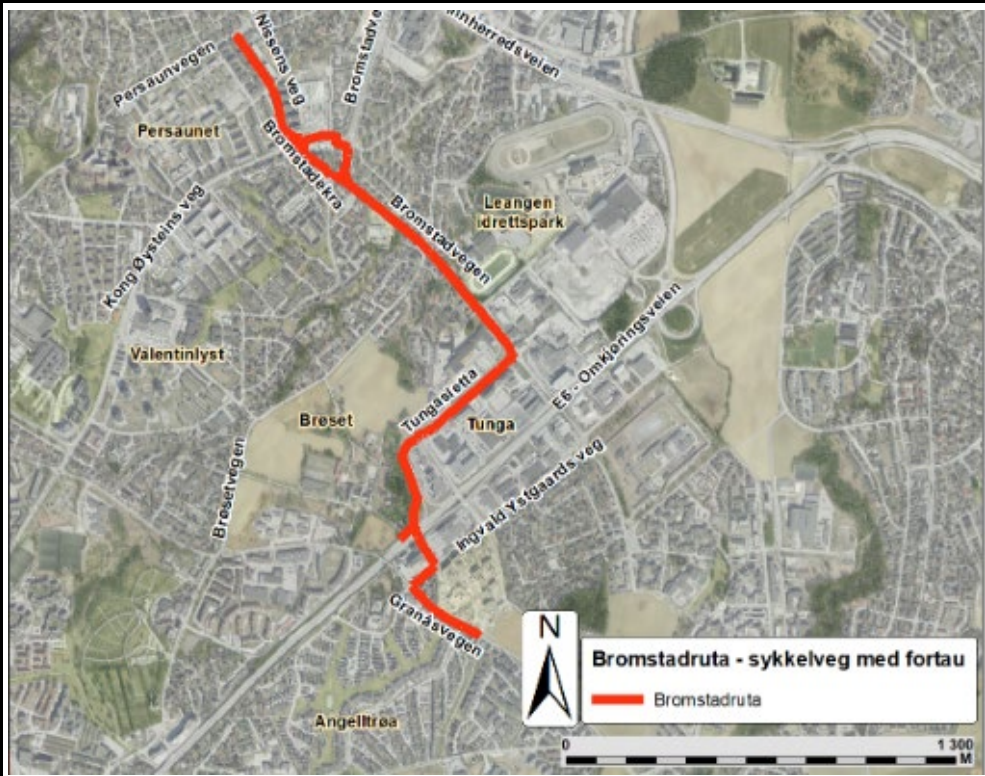 Innherredsveien
Nissens veg
Bromstadve
Persaunvegen
Persaunet
Bromstadekra
Leangen
idrettspark
Bromstadvegen
Kong Øysteins veg
E6 - Omkjøringsveien
Valentinlyst
Tungasletta
Brøset
Tunga
Brøsetvegen
Ingvald Ystgaards veg
Granåsvegen
Angelltrøa
N
Bromstadruta - sykkelveg med fortau
Bromstadruta
0 1 300
M